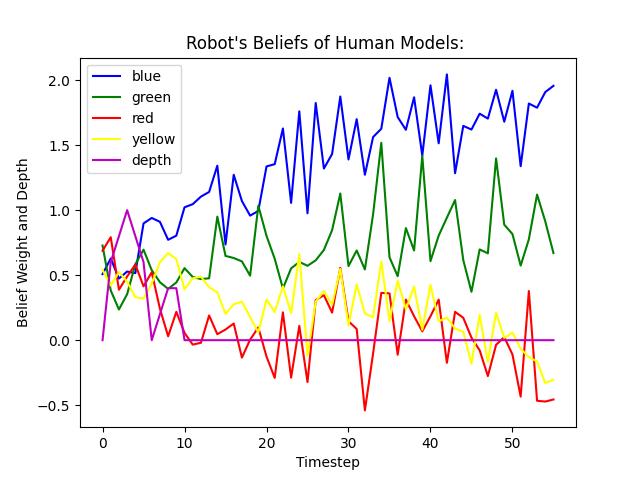 Robot's Beliefs of Human Models:
blue
green
red
yellow
depth
Belief Weight and Depth
2.0
1.5
1.0
0.5
0.0
−0.5
0 10 20 30 40 50
Timestep